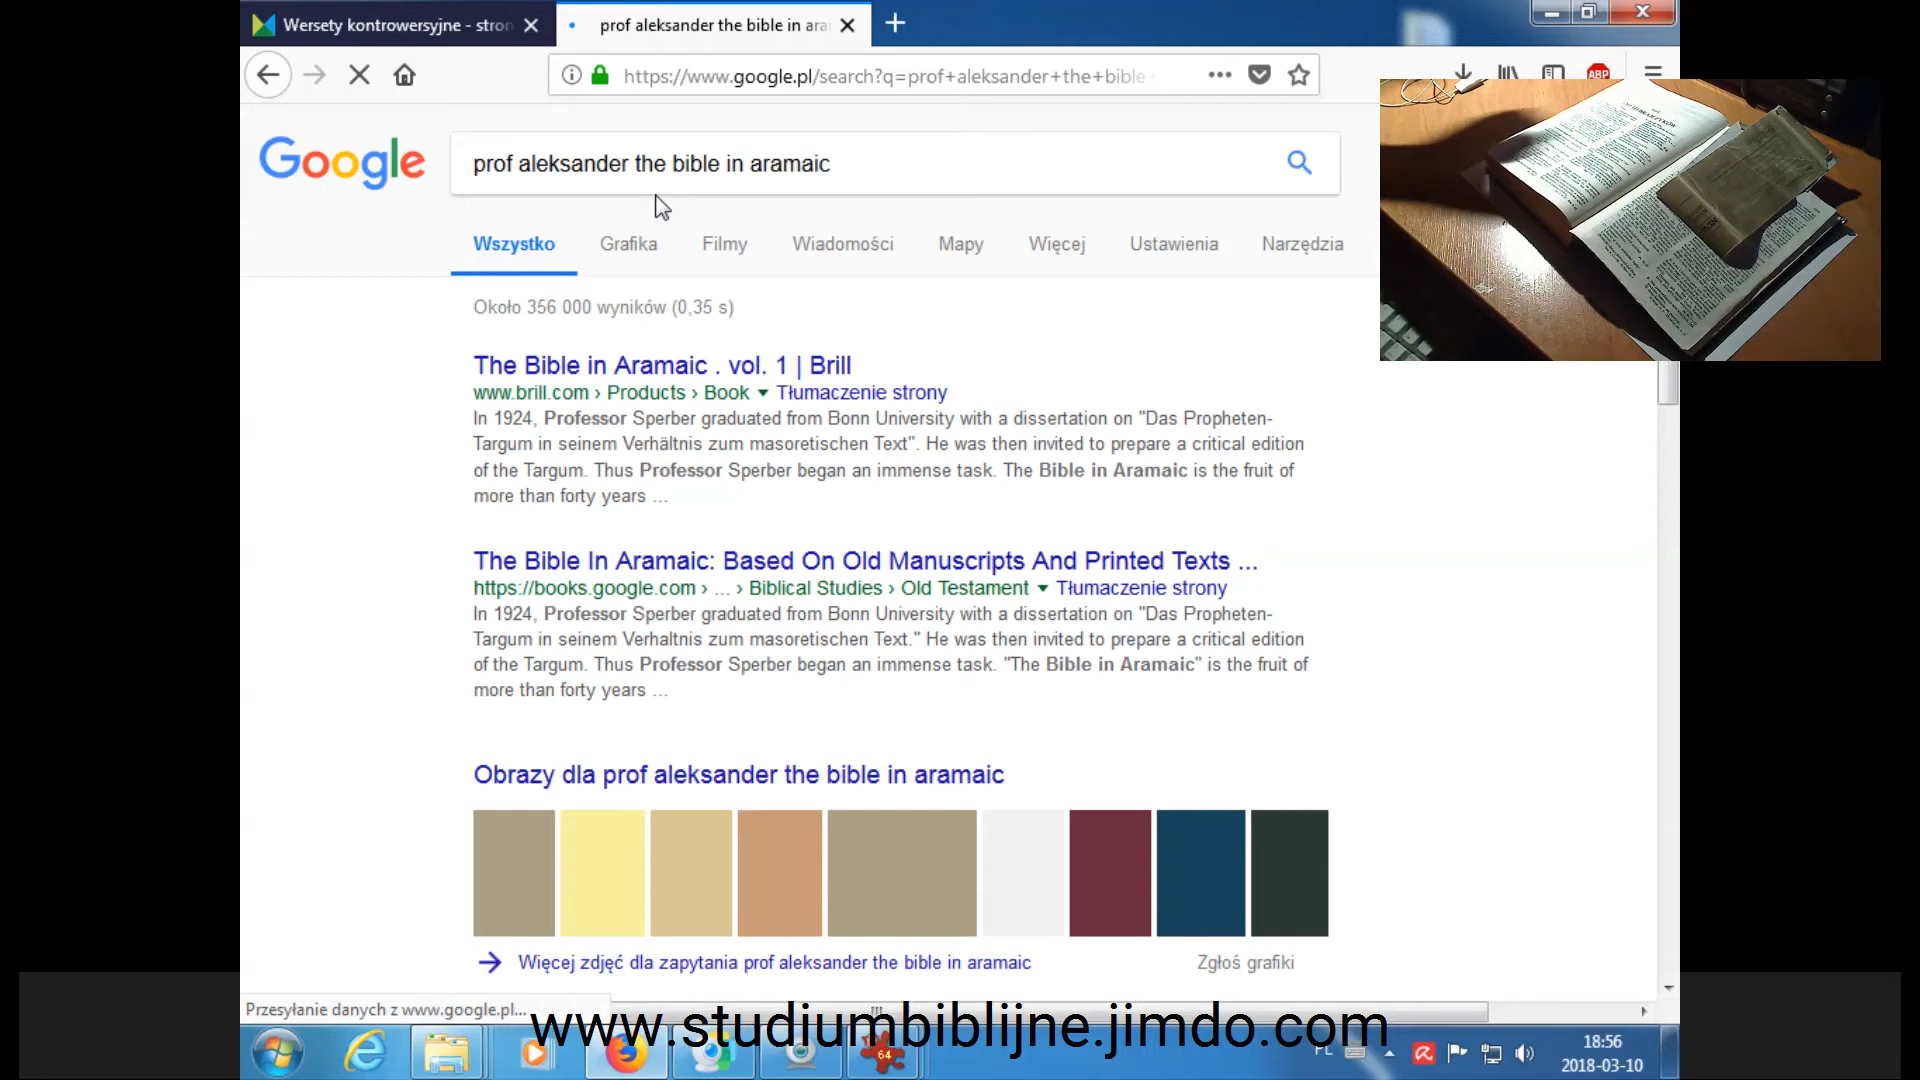 Wersety kontrowersyjne - stron
prof aleksander the bible in ara
https://www.google.pl/search?q=prof+aleksander+the+bible
ABP
Google
prof aleksander the bible in aramaic
Wszystko Grafika Filmy Wiadomości Mapy Więcej Ustawienia Narzędzia
Około 356 000 wyników (0,35 s)
The Bible in Aramaic . vol. 1 | Brill
www.brill.com › Products › Book Tłumaczenie strony
In 1924, Professor Sperber graduated from Bonn University with a dissertation on "Das Propheten-
Targum in seinem Verhältnis zum masoretischen Text". He was then invited to prepare a critical edition
of the Targum. Thus Professor Sperber began an immense task. The Bible in Aramaic is the fruit of
more than forty years ...
The Bible In Aramaic: Based On Old Manuscripts And Printed Texts ...
https://books.google.com › ... › Biblical Studies › Old Testament Tłumaczenie strony
In 1924, Professor Sperber graduated from Bonn University with a dissertation on "Das Propheten-
Targum in seinem Verhaltnis zum masoretischen Text." He was then invited to prepare a critical edition
of the Targum. Thus Professor Sperber began an immense task. "The Bible in Aramaic" is the fruit of
more than forty years ...
Obrazy dla prof aleksander the bible in aramaic
Więcej zdjęć dla zapytania prof aleksander the bible in aramaic
Zgłoś grafiki
Przesyłanie danych z www.google.pl...
www.studiumbiblijne.jimdo.com
64
PL
18:56
2018-03-10